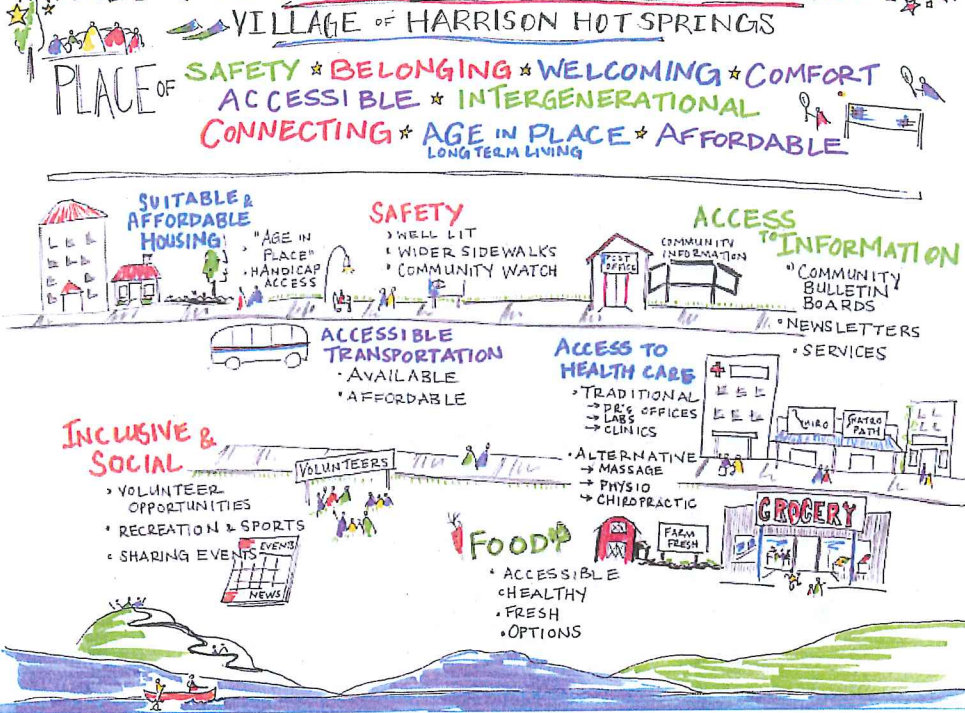 VILLAGE OF HARRISON HOT SPRINGS
PLACE OF
SAFETY * BELONGING * WELCOMING * COMFORT
ACCESSIBLE * INTERGENERATIONAL
CONNECTING * AGE IN PLACE * AFFORDABLE
LONG TERM LIVING
SUITABLE &
AFFORDABLE
HOUSING
"AGE IN
PLACE"
• HANDICAP
ACCESS
SAFETY
› WELL LIT
• WIDER SIDEWALKS
• COMMUNITY WATCH
POST
OFFICE
COMMUNITY
INFORMATION
ACCESS
TO INFORMATION
• COMMUNITY
BULLETIN
BOARDS
• NEWSLETTERS
• SERVICES
ACCESSIBLE
TRANSPORTATION
• AVAILABLE
• AFFORDABLE
ACCESS TO
HEALTH CARE
• TRADITIONAL
→ DR'S OFFICES
→ LABS
→ CLINICS
• ALTERNATIVE
→ MASSAGE
→ PHYSIO
→ CHIROPRACTIC
CHIRO
NATRO
PATH
INCLUSIVE &
SOCIAL
› VOLUNTEER
OPPORTUNITIES
• RECREATION & SPORTS
• SHARING EVENTS
VOLUNTEERS
EVENTS
NEWS
FOOD
• ACCESSIBLE
• HEALTHY
• FRESH
• OPTIONS
FARM
FRESH
GROCERY